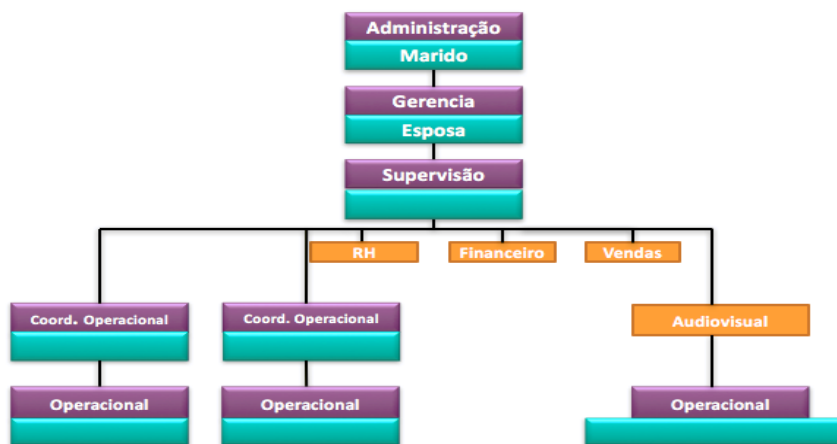 Administração
Marido
Gerencia
Esposa
Supervisão
RH
Financeiro
Vendas
Coord. Operacional
Coord. Operacional
Audiovisual
Operacional
Operacional
Operacional